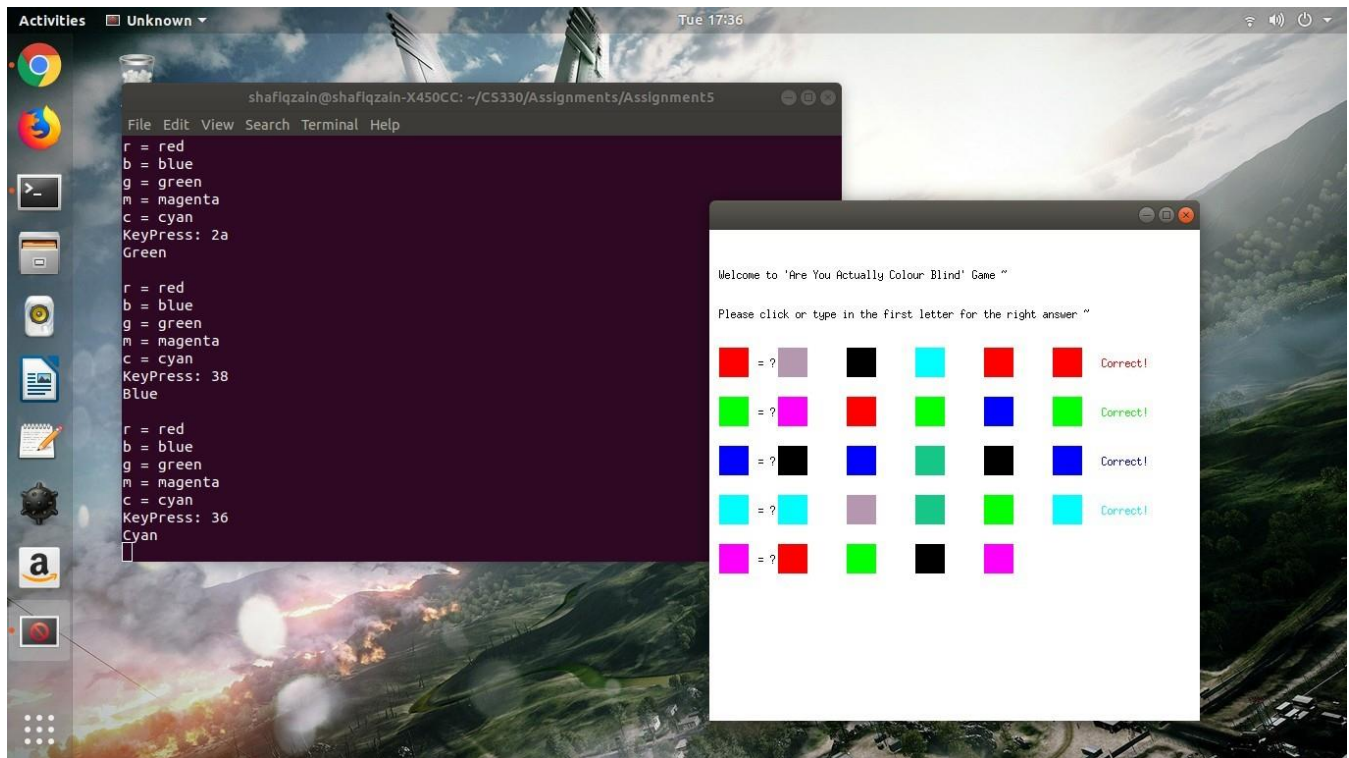 Activities Unknown Tue 17:36
shafiqzain@shafiqzain-X450CC: ~/CS330/Assignments/Assignment5
File Edit View Search Terminal Help
r = red
b = blue
g = green
m = magenta
c = cyan
KeyPress: 2a
Green
r = red
b = blue
g = green
m = magenta
c = cyan
KeyPress: 38
Blue
r = red
b = blue
g = green
m = magenta
c = cyan
KeyPress: 36
Cyan
Welcome to 'Are You Actually Colour Blind' Game ~
Please click or type in the first letter for the right answer ~
= ? Correct!
= ? Correct!
= ? Correct!
= ? Correct!
= ?
>_
a